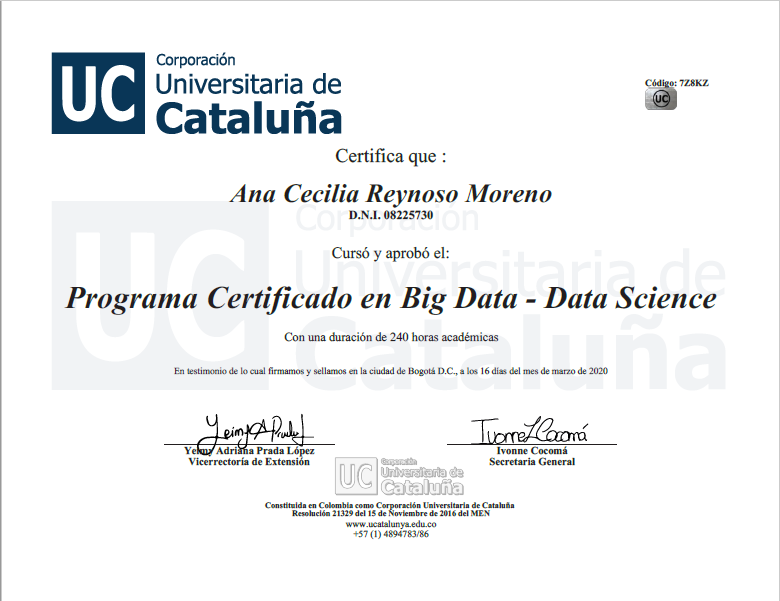 UC
Corporación
Universitaria de
Cataluña
Código: 7Z8KZ
UC
Certifica que :
Ana Cecilia Reynoso Moreno
D.N.I. 08225730
Corporación
Universitaria de
Cataluña
UC
Cursó y aprobó el:
Programa Certificado en Big Data - Data Science
Con una duración de 240 horas académicas
En testimonio de lo cual firmamos y sellamos en la ciudad de Bogotá D.C., a los 16 días del mes de marzo de 2020
Yeimy A Prada L
Ivonne L Cocomá
Yeimy Adriana Prada López
Vicerrectoría de Extensión
Ivonne Cocomá
Secretaria General
UC
Corporación
Universitaria de
Cataluña
Constituida en Colombia como Corporación Universitaria de Cataluña
Resolución 21329 del 15 de Noviembre de 2016 del MEN
www.ucatalunya.edu.co
+57 (1) 4894783/86